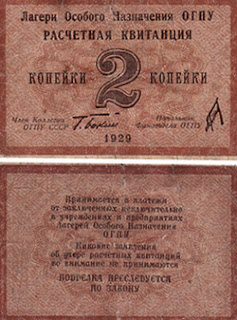 Лагери Особого Назначения ОГПУ
РАСЧЕТНАЯ КВИТАНЦИЯ
КОПЕЙКИ 2 КОПЕЙКИ
Член Коллегии
ОГПУ СССР
Начальник
Финотдела ОГПУ
1929
Принимается в платежи
от заключенных исключительно
в учреждениях и предприятиях
Лагерей Особого Назначения
ОГПУ
Никакие заявления
об утере расчетных квитанций
во внимание не принимаются
ПОДДЕЛКА ПРЕСЛЕДУЕТСЯ
ПО ЗАКОНУ